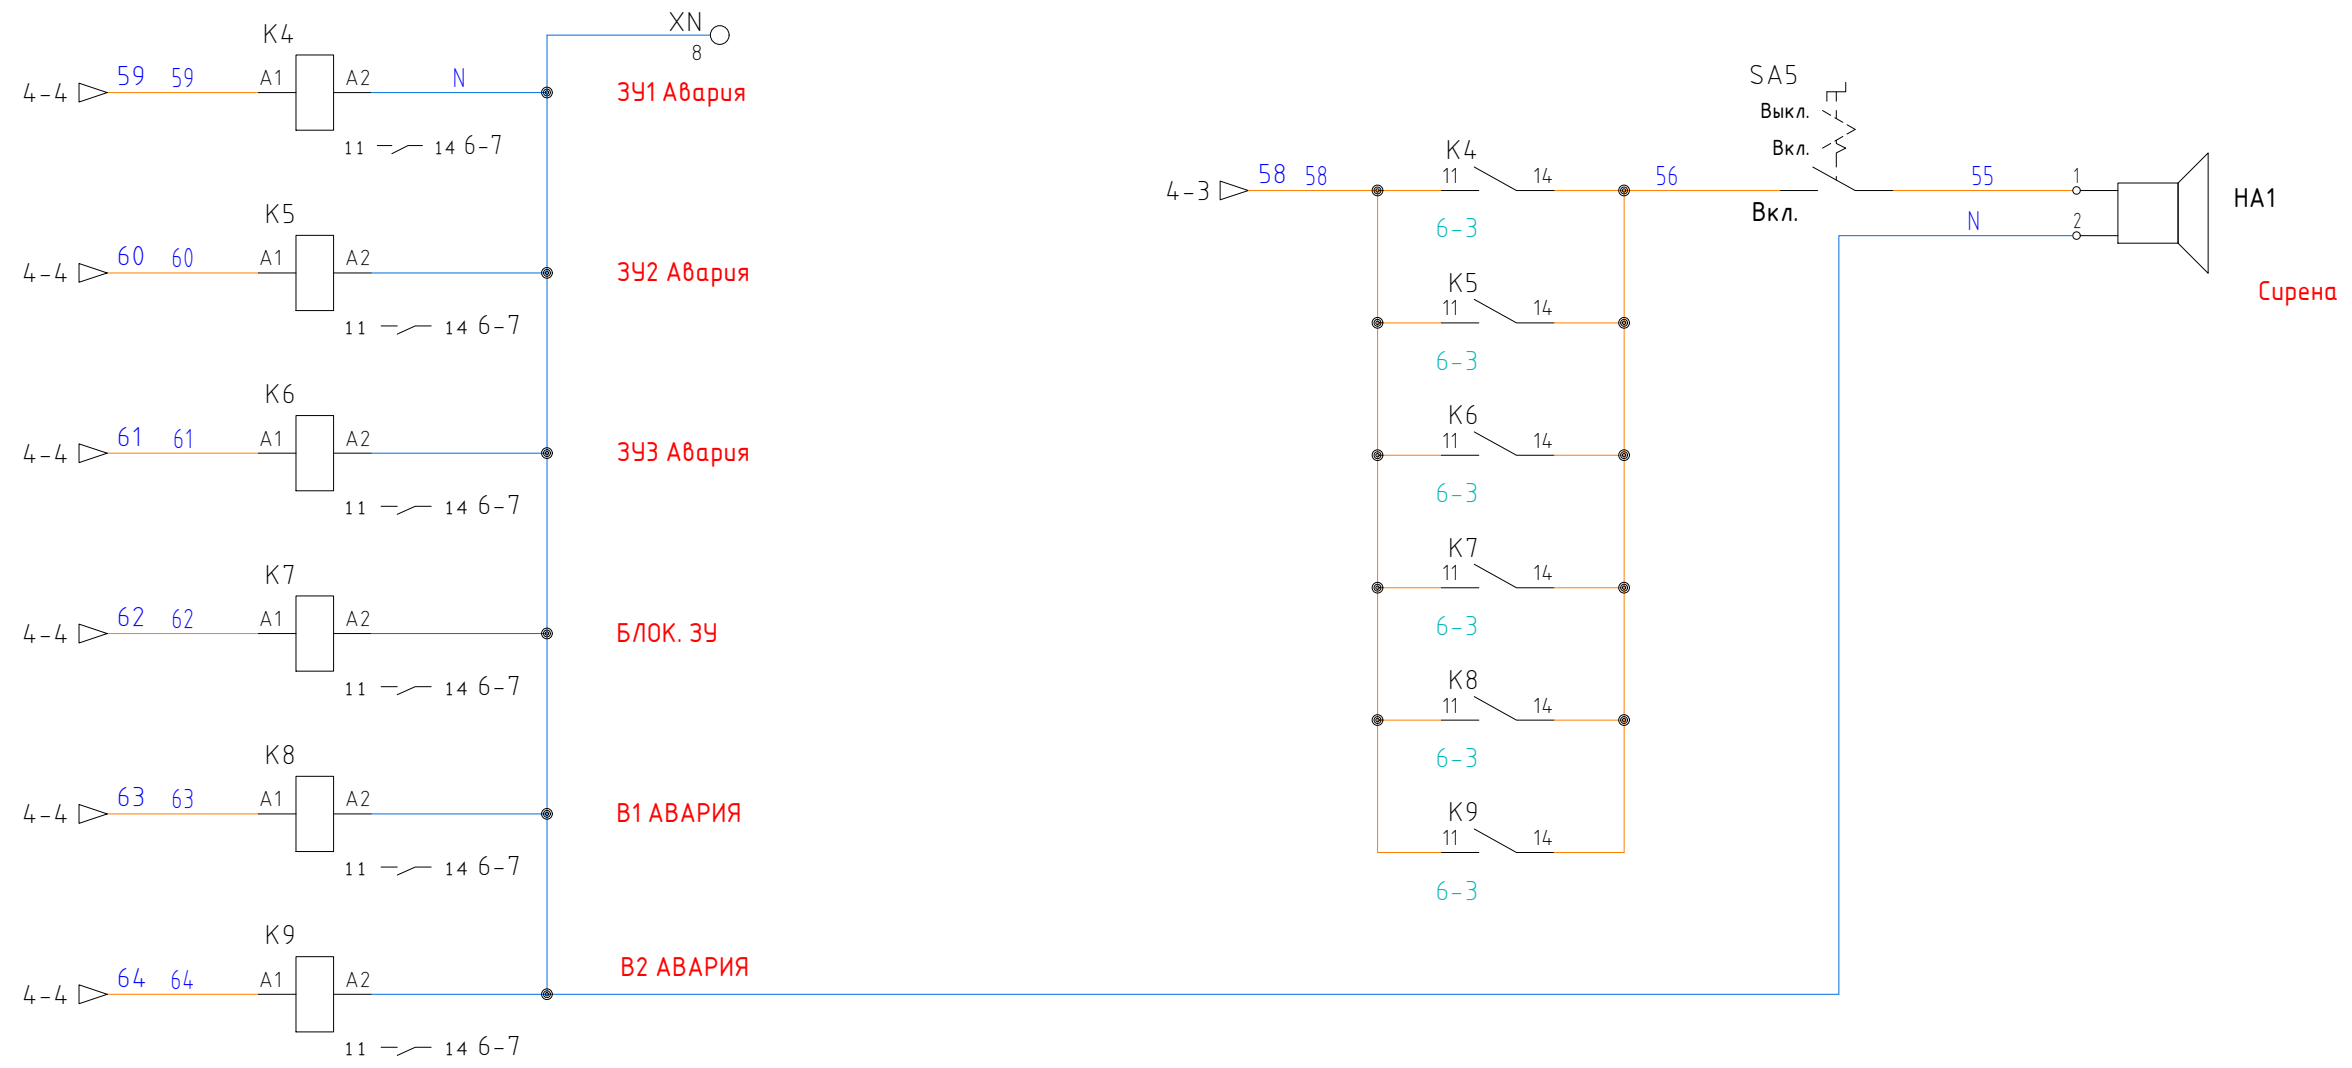 XN
8
K4
4-4 59 59 A1 A2 N
ЗУ1 Авария
11 14 6-7
K5
4-4 60 60 A1 A2
ЗУ2 Авария
11 14 6-7
K6
4-4 61 61 A1 A2
ЗУ3 Авария
11 14 6-7
K7
4-4 62 62 A1 A2
БЛОК. ЗУ
11 14 6-7
K8
4-4 63 63 A1 A2
В1 АВАРИЯ
11 14 6-7
K9
4-4 64 64 A1 A2
В2 АВАРИЯ
11 14 6-7
SA5
Выкл.
Вкл.
K4
4-3 58 58 11 14 56 55 1
Вкл.
N 2
HA1
Сирена
6-3
K5
11 14
6-3
K6
11 14
6-3
K7
11 14
6-3
K8
11 14
6-3
K9
11 14
6-3